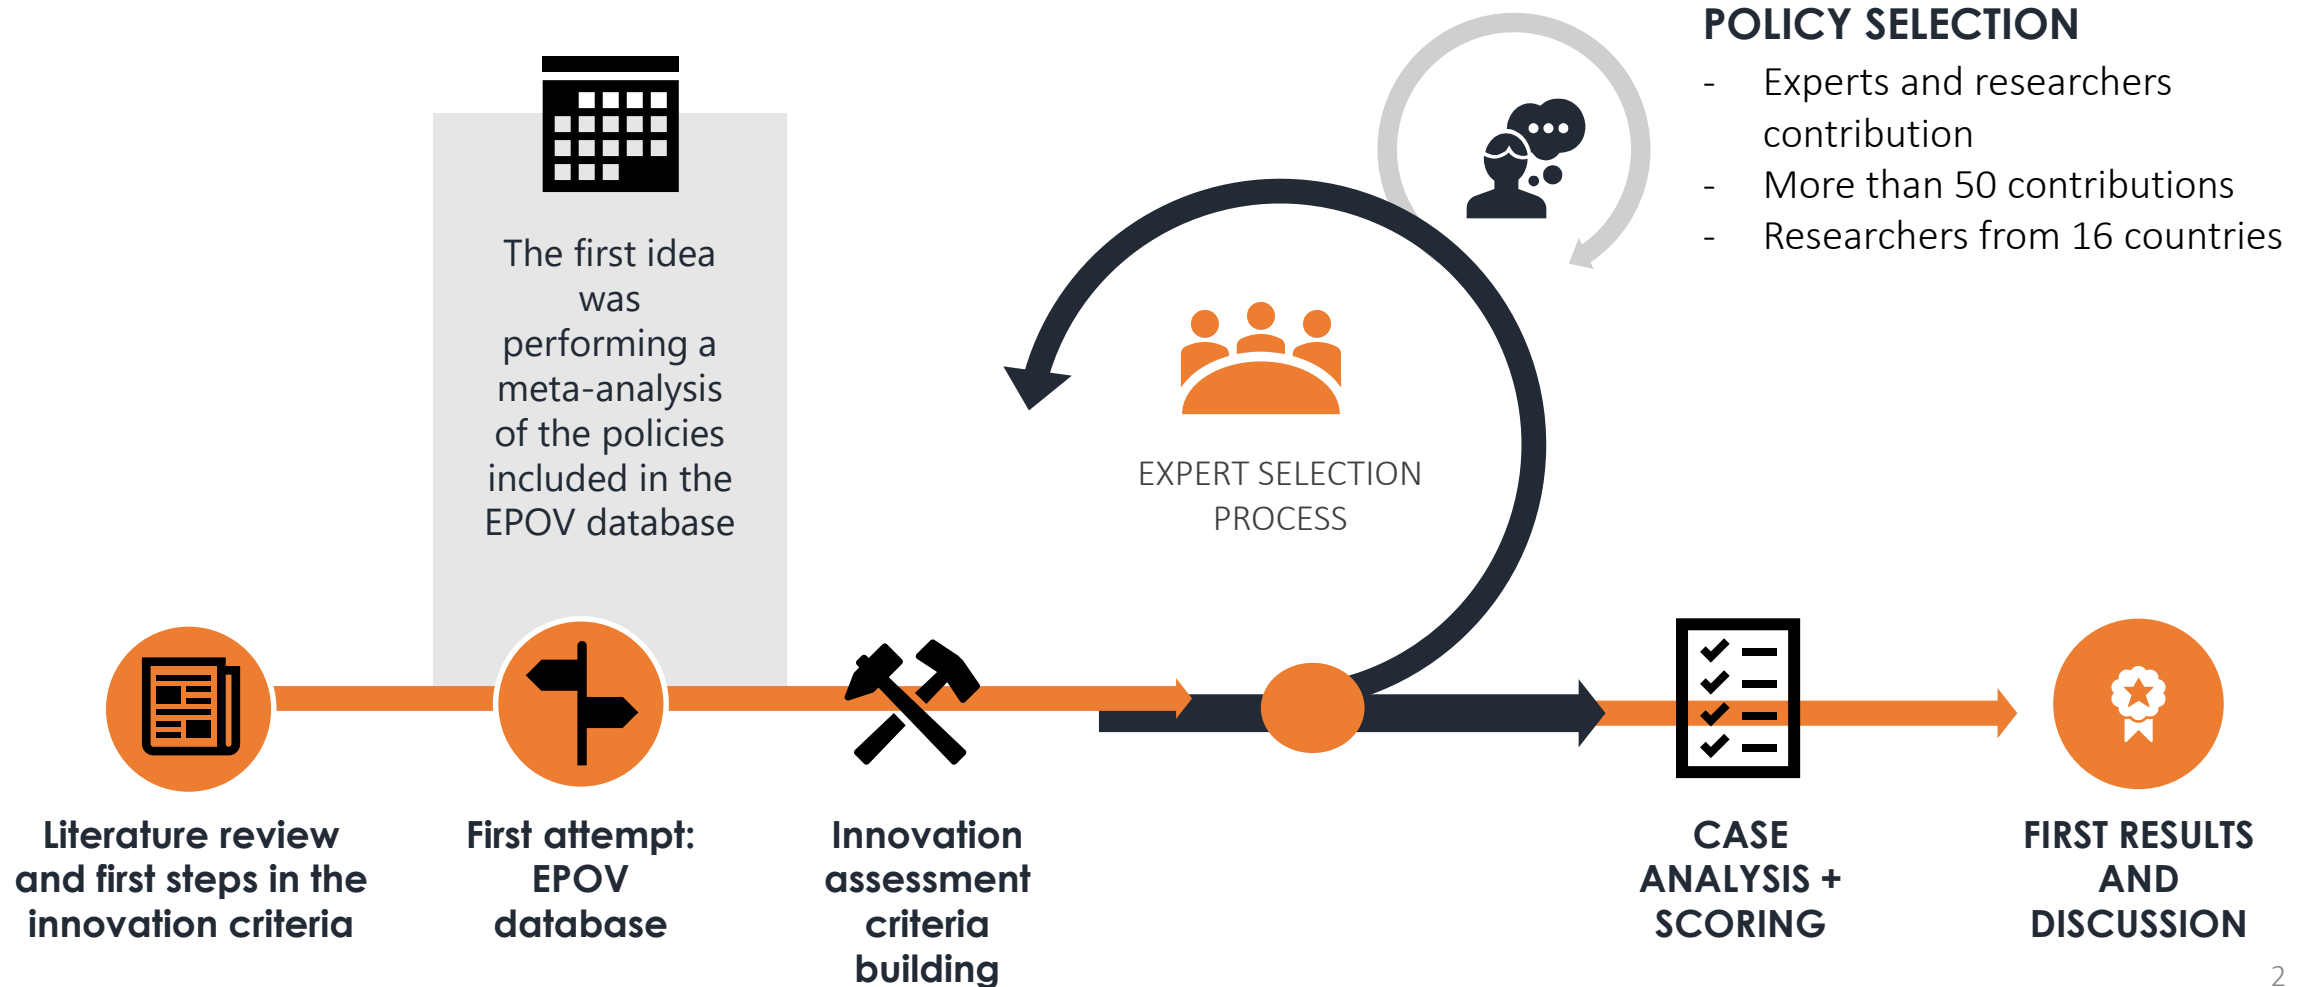 POLICY SELECTION
- Experts and researchers
contribution
- More than 50 contributions
- Researchers from 16 countries
The first idea
was
performing a
meta-analysis
of the policies
included in the
EPOV database
EXPERT SELECTION
PROCESS
Literature review
and first steps in the
innovation criteria
First attempt:
EPOV
database
Innovation
assessment
criteria
building
CASE
ANALYSIS +
SCORING
FIRST RESULTS
AND
DISCUSSION
2